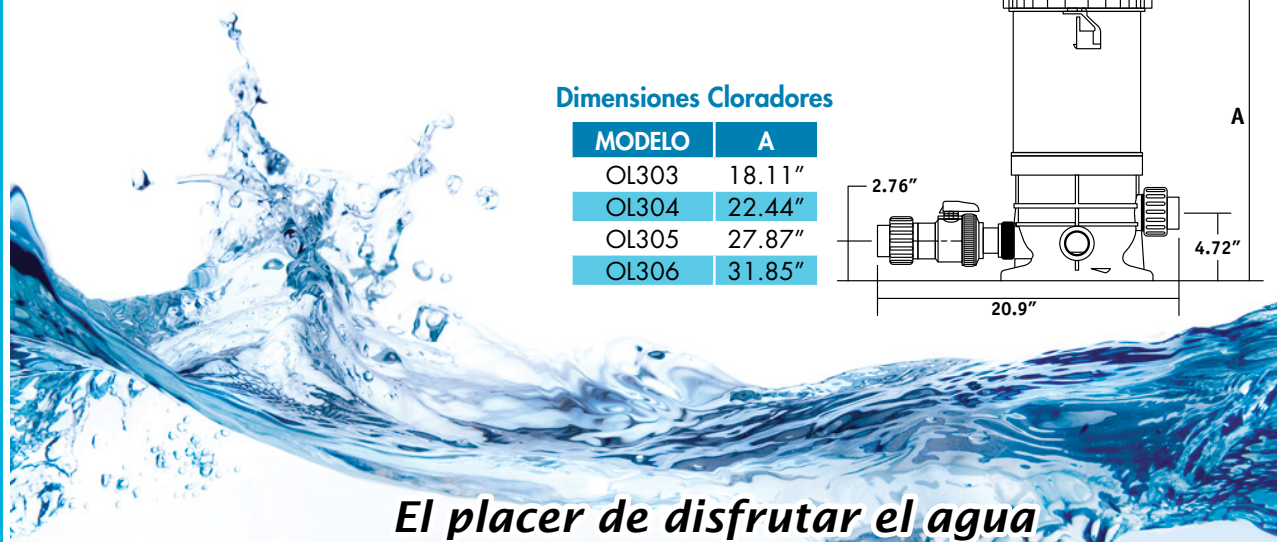 Dimensiones Cloradores
MODELO A
OL303 18.11"
OL304 22.44"
OL305 27.87"
OL306 31.85"
A
2.76"
4.72"
20.9"
El placer de disfrutar el agua